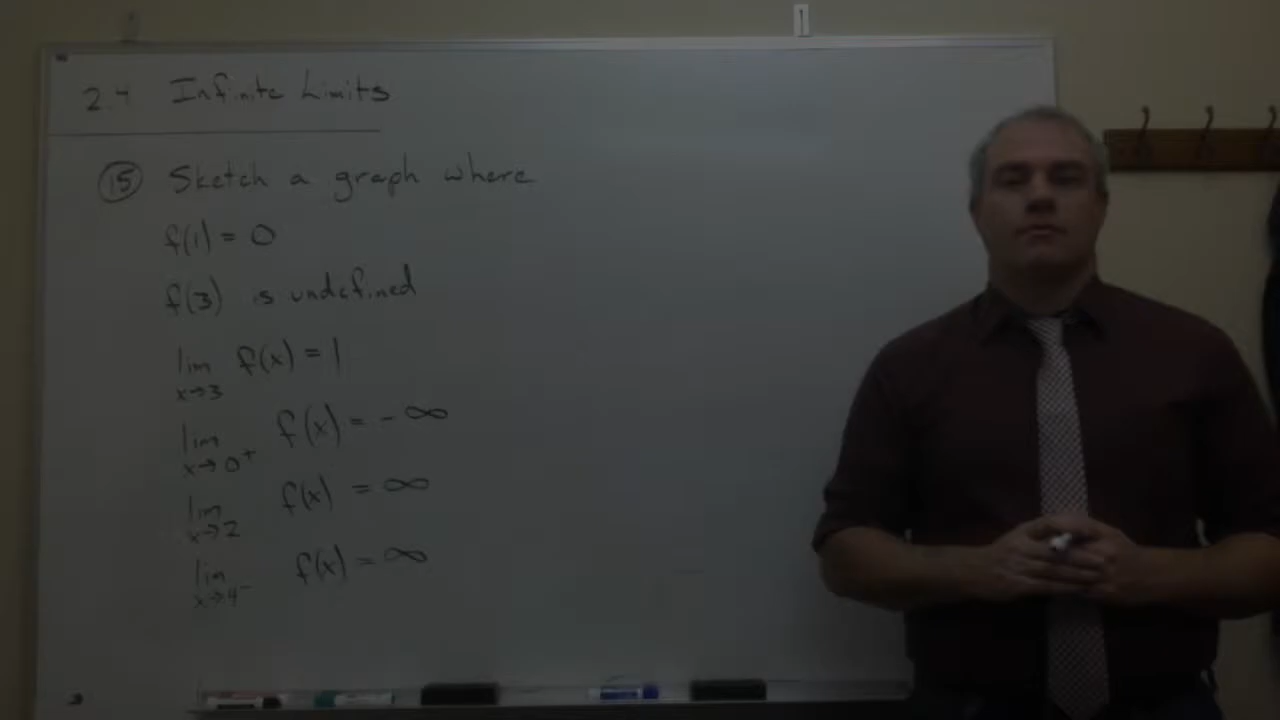 2.4 Infinite Limits
15 Sketch a graph where
f(1) = 0
f(3) is undefined
lim x→3 f(x) = 1
lim x→0⁺ f(x) = -∞
lim x→2 f(x) = ∞
lim x→4⁻ f(x) = ∞